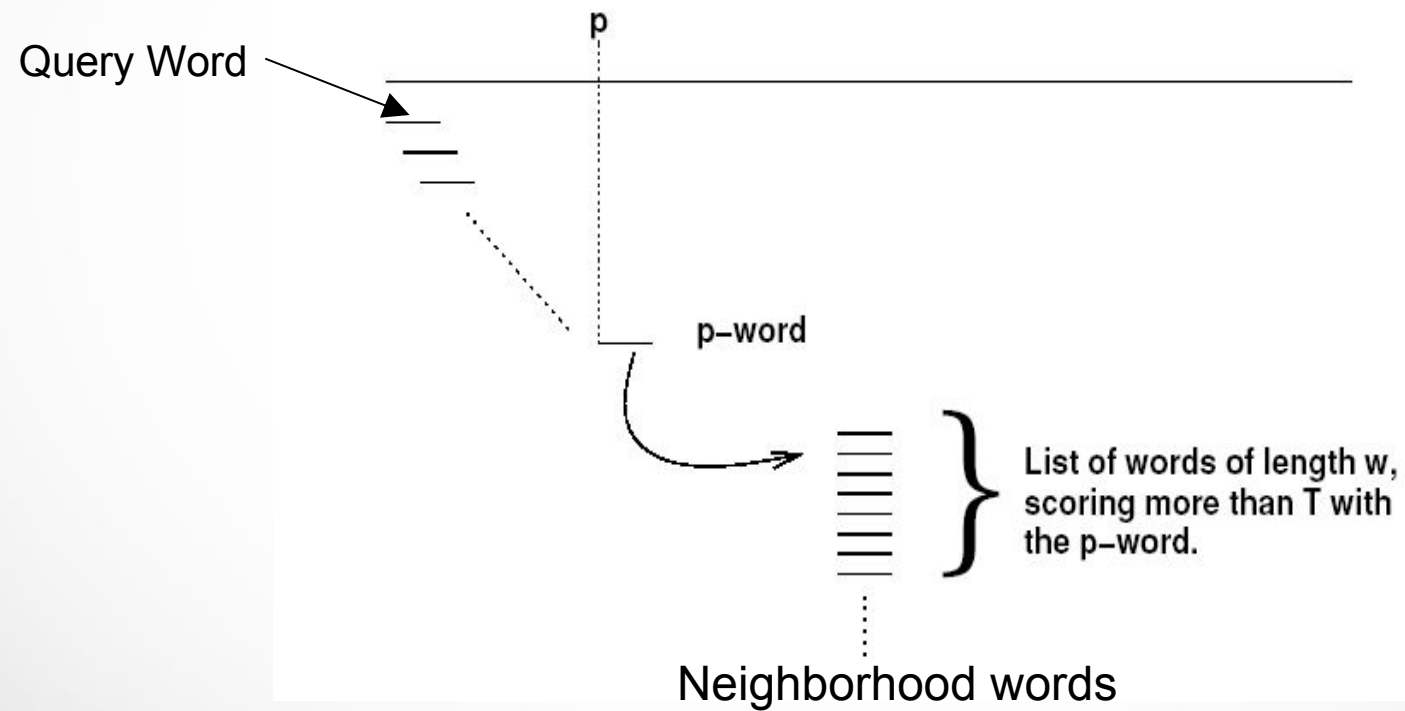 p
Query Word
p–word
List of words of length w,
scoring more than T with
the p–word.
Neighborhood words